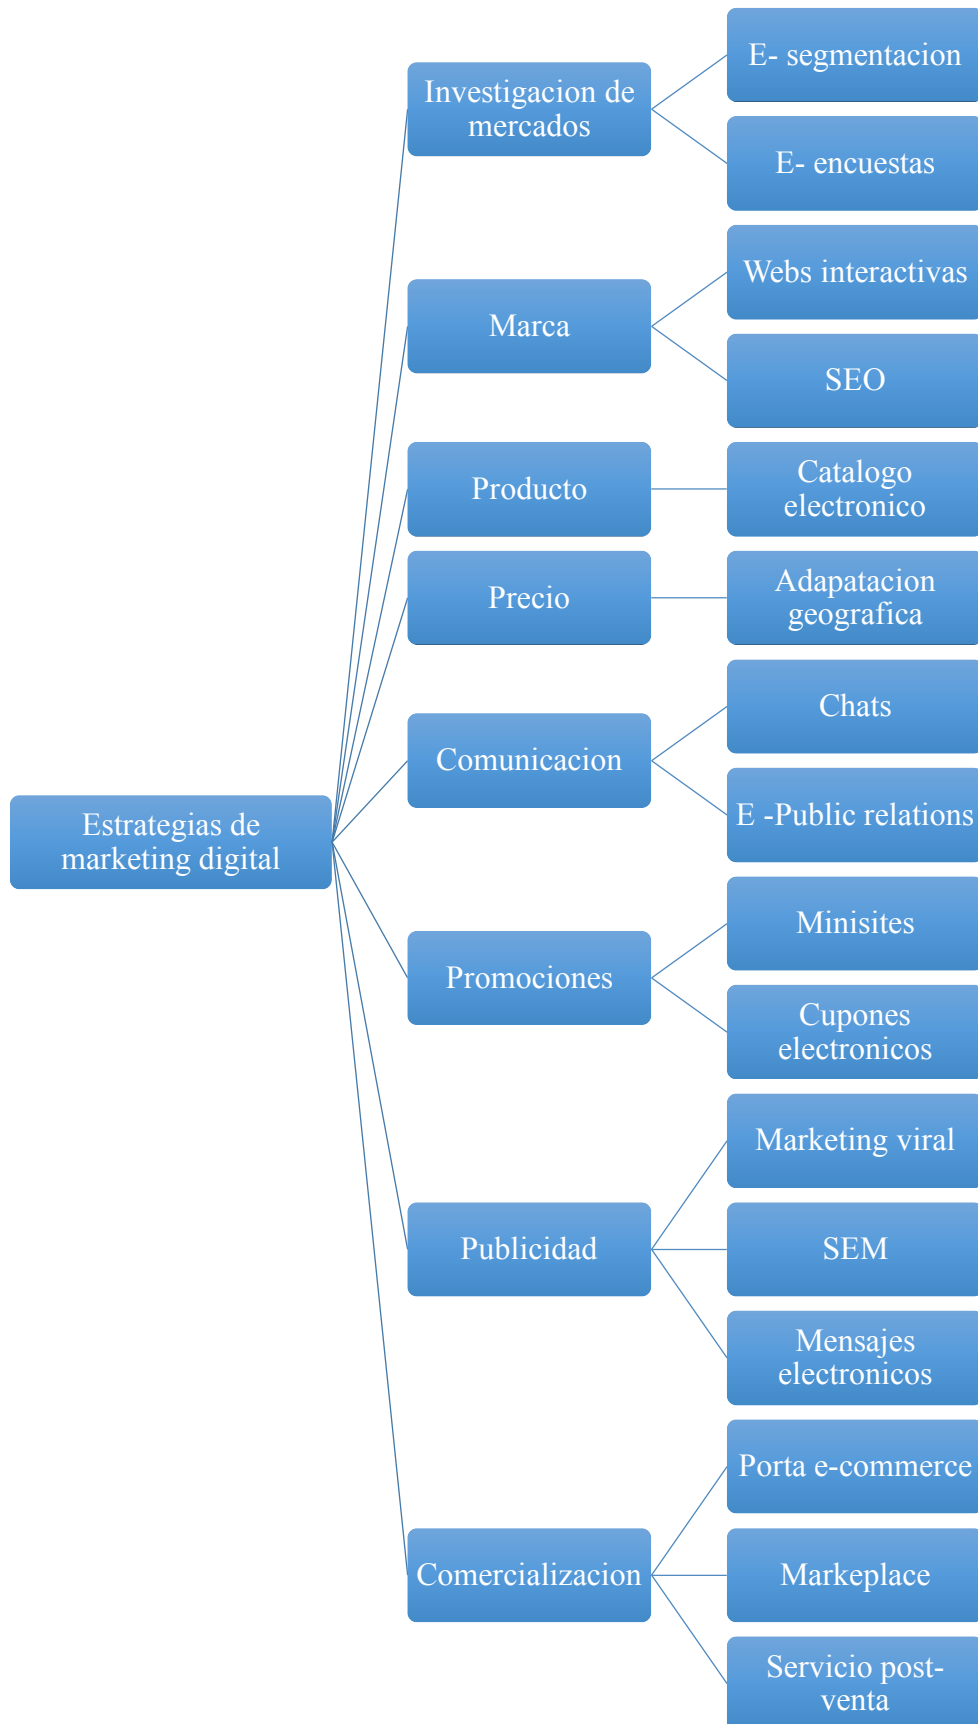 Estrategias de
marketing digital
Investigacion de
mercados
E- segmentacion
E- encuestas
Marca
Webs interactivas
SEO
Producto
Catalogo
electronico
Precio
Adapatacion
geografica
Comunicacion
Chats
E -Public relations
Promociones
Minisites
Cupones
electronicos
Publicidad
Marketing viral
SEM
Mensajes
electronicos
Comercializacion
Porta e-commerce
Markeplace
Servicio post-
venta